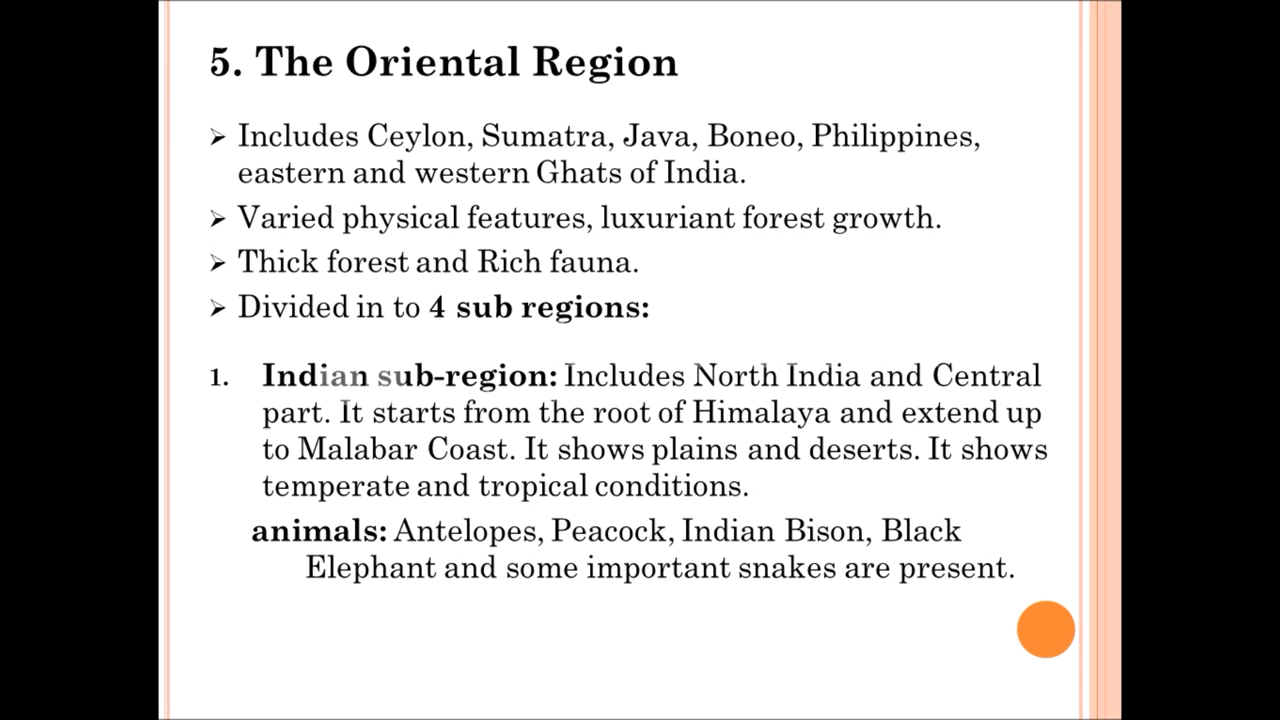 5. The Oriental Region
➢ Includes Ceylon, Sumatra, Java, Boneo, Philippines,
eastern and western Ghats of India.
➢ Varied physical features, luxuriant forest growth.
➢ Thick forest and Rich fauna.
➢ Divided in to 4 sub regions:
1. Indian sub-region: Includes North India and Central
part. It starts from the root of Himalaya and extend up
to Malabar Coast. It shows plains and deserts. It shows
temperate and tropical conditions.
animals: Antelopes, Peacock, Indian Bison, Black
Elephant and some important snakes are present.